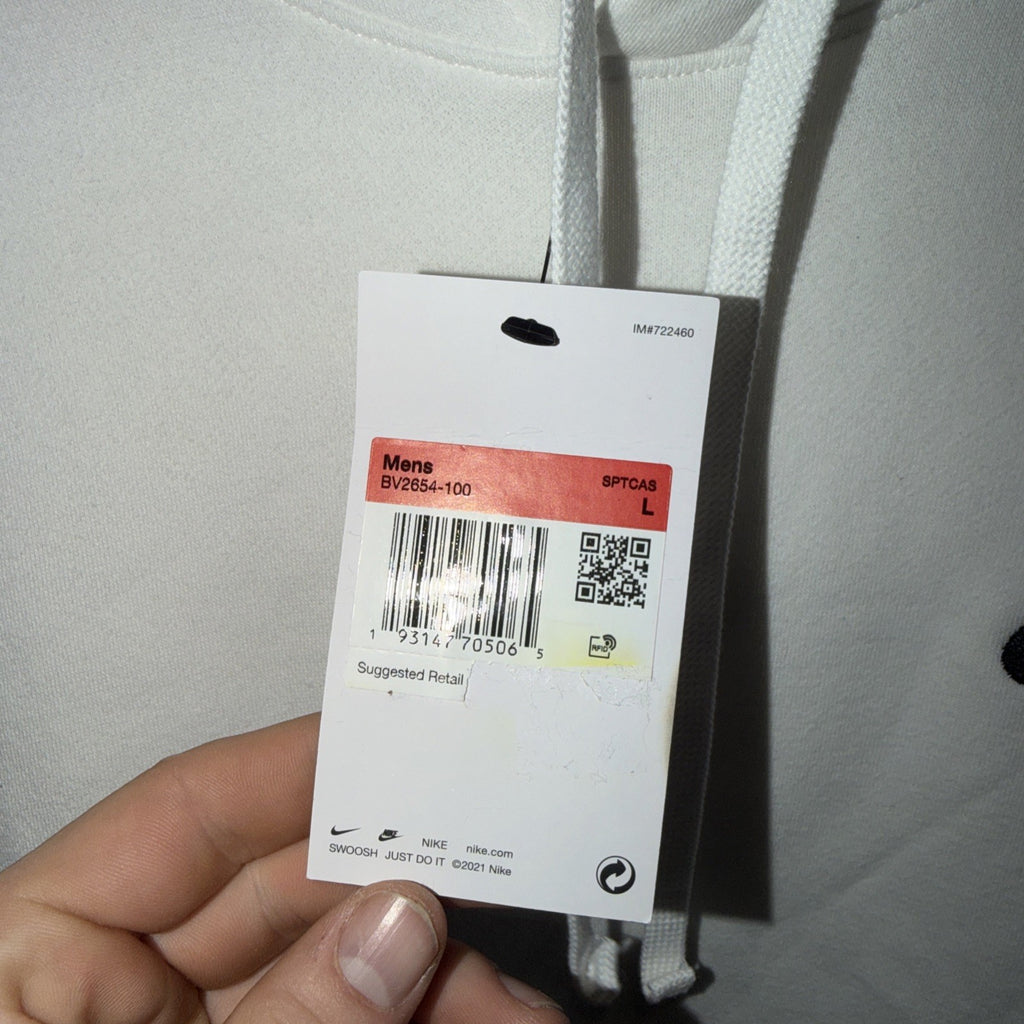 IM#722460
Mens
BV2654-100
SPTCAS
L
1 93147 70506 5
RFID
Suggested Retail
NIKE
NIKE nike.com
SWOOSH JUST DO IT ©2021 Nike